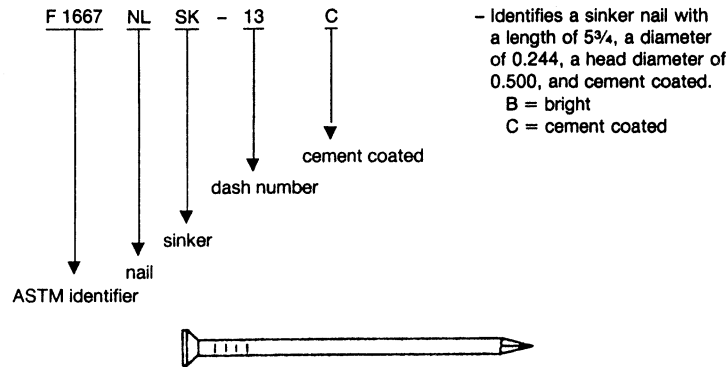 F 1667 NL SK – 13 C
– Identifies a sinker nail with
a length of 5¾, a diameter
of 0.244, a head diameter of
0.500, and cement coated.
B = bright
C = cement coated
cement coated
dash number
sinker
nail
ASTM identifier